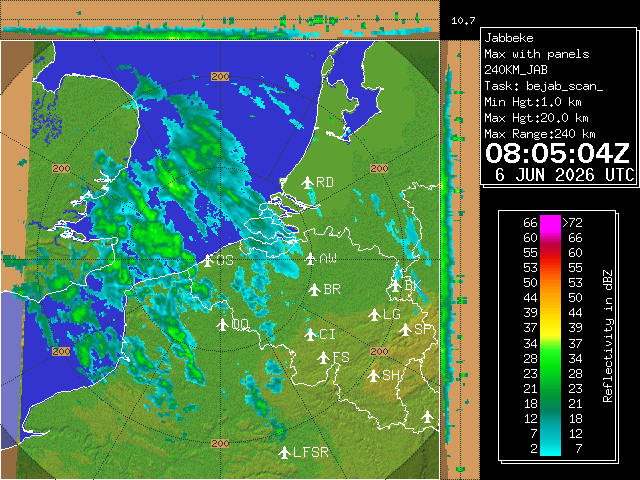 10.7
Jabbeke
Max with panels
240KM_JAB
Task: bejab_scan_
Min Hgt:1.0 km
Max Hgt:20.0 km
Max Range:240 km
08:05:04Z
6 JUN 2026 UTC
200
200
200
RD
OS
AW
BR
BK
LG
QQ
CI
SP
200
FS
SH
200
LFSR
66 >72
60 66
55 60
53 55
50 53
44 50
39 44
37 39
34 37
28 34
23 28
21 23
18 21
12 18
7 12
2 7
Reflectivity in dBZ